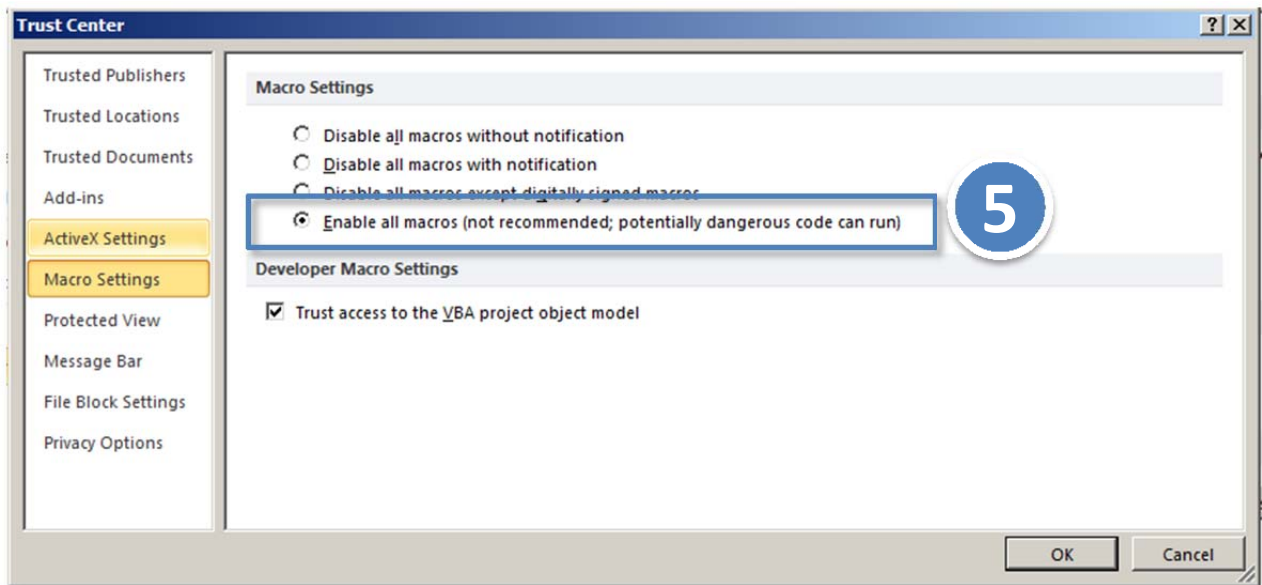 Trust Center
Trusted Publishers
Trusted Locations
Trusted Documents
Add-ins
ActiveX Settings
Macro Settings
Protected View
Message Bar
File Block Settings
Privacy Options
Macro Settings
Disable all macros without notification
Disable all macros with notification
Disable all macros except digitally signed macros
Enable all macros (not recommended; potentially dangerous code can run)
5
Developer Macro Settings
Trust access to the VBA project object model
OK Cancel